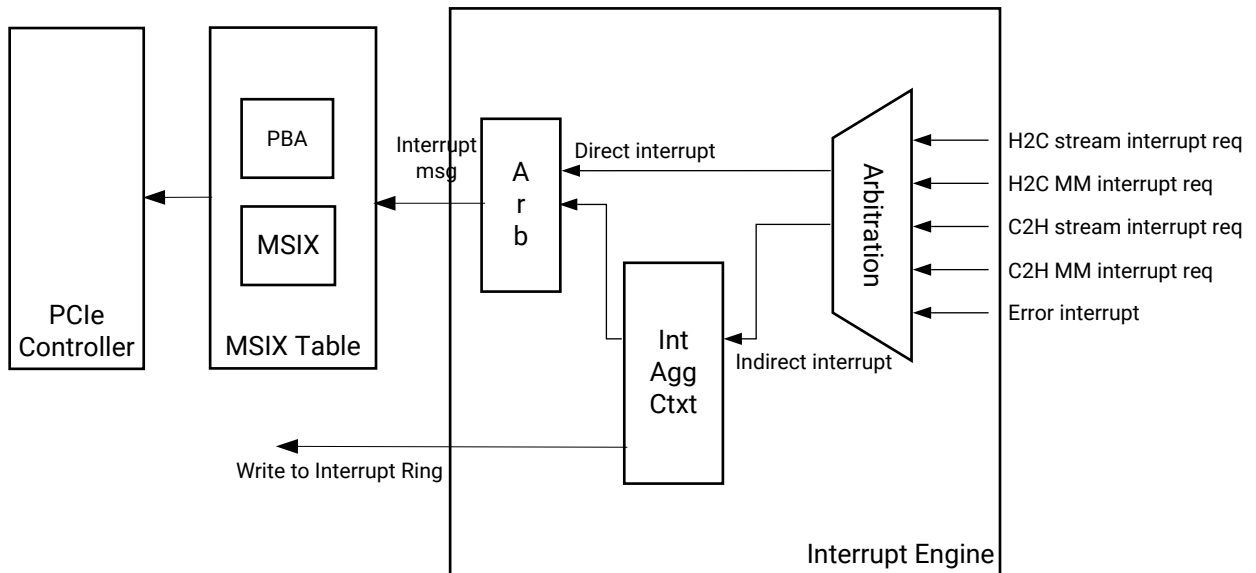 PCIe
Controller
PBA
MSIX
MSIX Table
Interrupt
msg
A
r
b
Direct interrupt
Int
Agg
Ctxt
Indirect interrupt
Write to Interrupt Ring
Arbitration
H2C stream interrupt req
H2C MM interrupt req
C2H stream interrupt req
C2H MM interrupt req
Error interrupt
Interrupt Engine